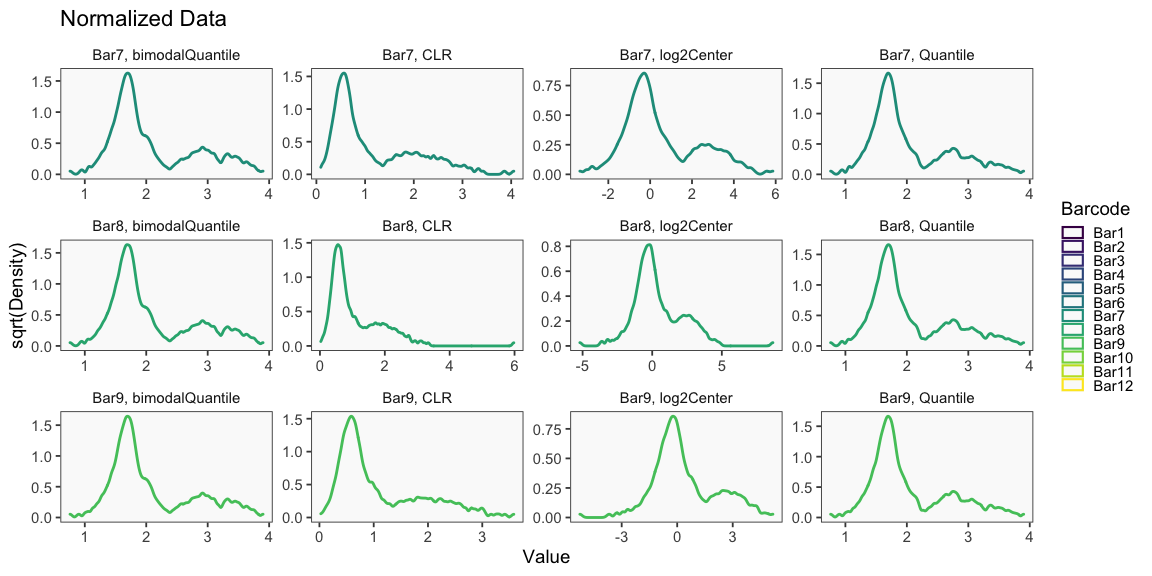 Normalized Data
Bar7, bimodalQuantile
Bar7, CLR
Bar7, log2Center
Bar7, Quantile
1.5
1.0
0.5
0.0
1 2 3 4
1.5
1.0
0.5
0.0
0 1 2 3 4
0.75
0.50
0.25
0.00
-2 0 2 4 6
1.5
1.0
0.5
0.0
1 2 3 4
Bar8, bimodalQuantile
Bar8, CLR
Bar8, log2Center
Bar8, Quantile
sqrt(Density)
1.5
1.0
0.5
0.0
1 2 3 4
1.5
1.0
0.5
0.0
0 2 4 6
0.8
0.6
0.4
0.2
0.0
-5 0 5
1.5
1.0
0.5
0.0
1 2 3 4
Bar9, bimodalQuantile
Bar9, CLR
Bar9, log2Center
Bar9, Quantile
1.5
1.0
0.5
0.0
1 2 3 4
1.5
1.0
0.5
0.0
0 1 2 3
0.75
0.50
0.25
0.00
-3 0 3
1.5
1.0
0.5
0.0
1 2 3 4
Value
Barcode
Bar1
Bar2
Bar3
Bar4
Bar5
Bar6
Bar7
Bar8
Bar9
Bar10
Bar11
Bar12